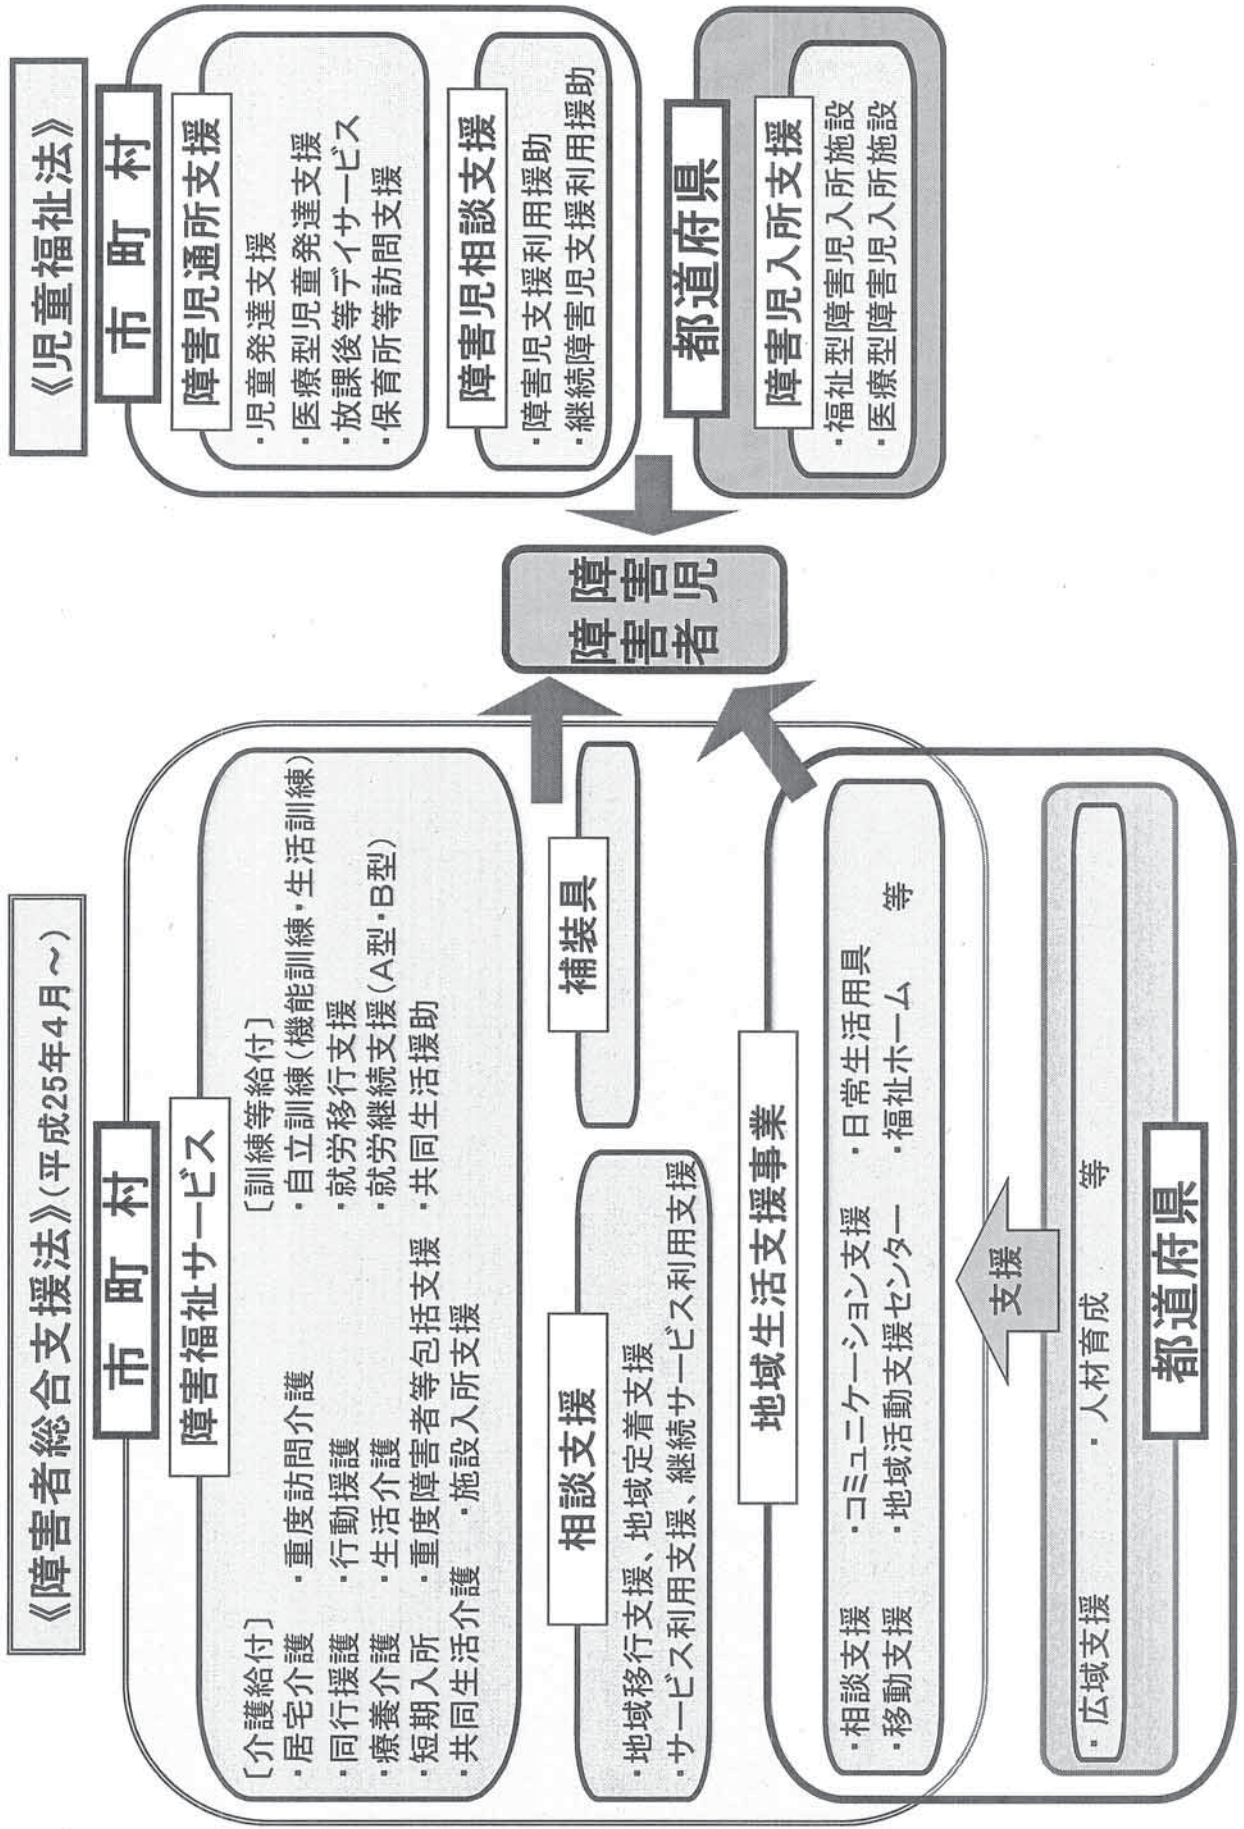 《障害者総合支援法》(平成25年4月～)
市町村
障害福祉サービス
〔介護給付〕
・居宅介護 ・重度訪問介護
・同行援護 ・行動援護
・療養介護 ・生活介護
・短期入所 ・重度障害者等包括支援
・共同生活介護 ・施設入所支援
〔訓練等給付〕
・自立訓練(機能訓練・生活訓練)
・就労移行支援
・就労継続支援(A型・B型)
・共同生活援助
相談支援
・地域移行支援、地域定着支援
・サービス利用支援、継続サービス利用支援
補装具
地域生活支援事業
・相談支援 ・コミュニケーション支援 ・日常生活用具
・移動支援 ・地域活動支援センター ・福祉ホーム 等
支援
・広域支援 ・人材育成 等
都道府県
障害者
障害児
《児童福祉法》
市町村
障害児通所支援
・児童発達支援
・医療型児童発達支援
・放課後等デイサービス
・保育所等訪問支援
障害児相談支援
・障害児支援利用援助
・継続障害児支援利用援助
都道府県
障害児入所支援
・福祉型障害児入所施設
・医療型障害児入所施設